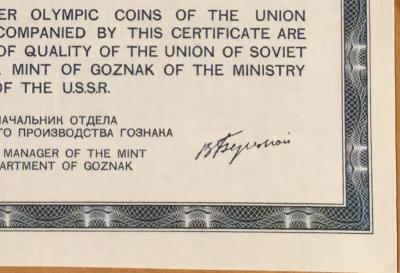 ER OLYMPIC COINS OF THE UNION
COMPANIED BY THIS CERTIFICATE ARE
OF QUALITY OF THE UNION OF SOVIET
MINT OF GOZNAK OF THE MINISTRY
OF THE U.S.S.R.
НАЧАЛЬНИК ОТДЕЛА
ГО ПРОИЗВОДСТВА ГОЗНАКА
MANAGER OF THE MINT
PARTMENT OF GOZNAK